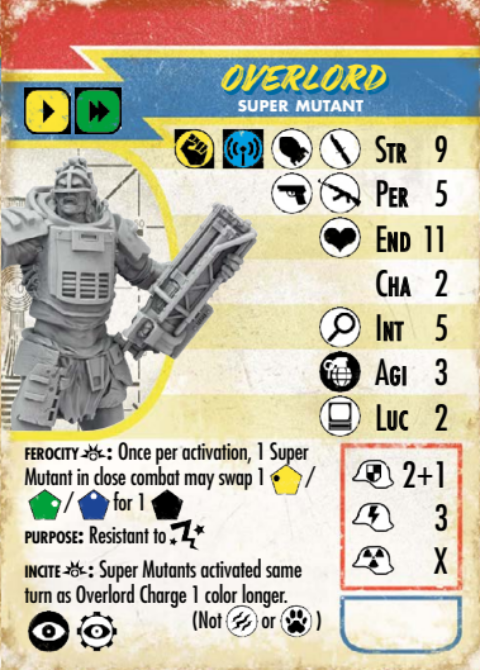 OVERLORD
SUPER MUTANT
STR 9
PER 5
END 11
CHA 2
INT 5
AGI 3
LUC 2
FEROCITY : Once per activation, 1 Super
Mutant in close combat may swap 1 /
/ for 1
PURPOSE: Resistant to
INCITE : Super Mutants activated same
turn as Overlord Charge 1 color longer.
(Not or )
2+1
3
X